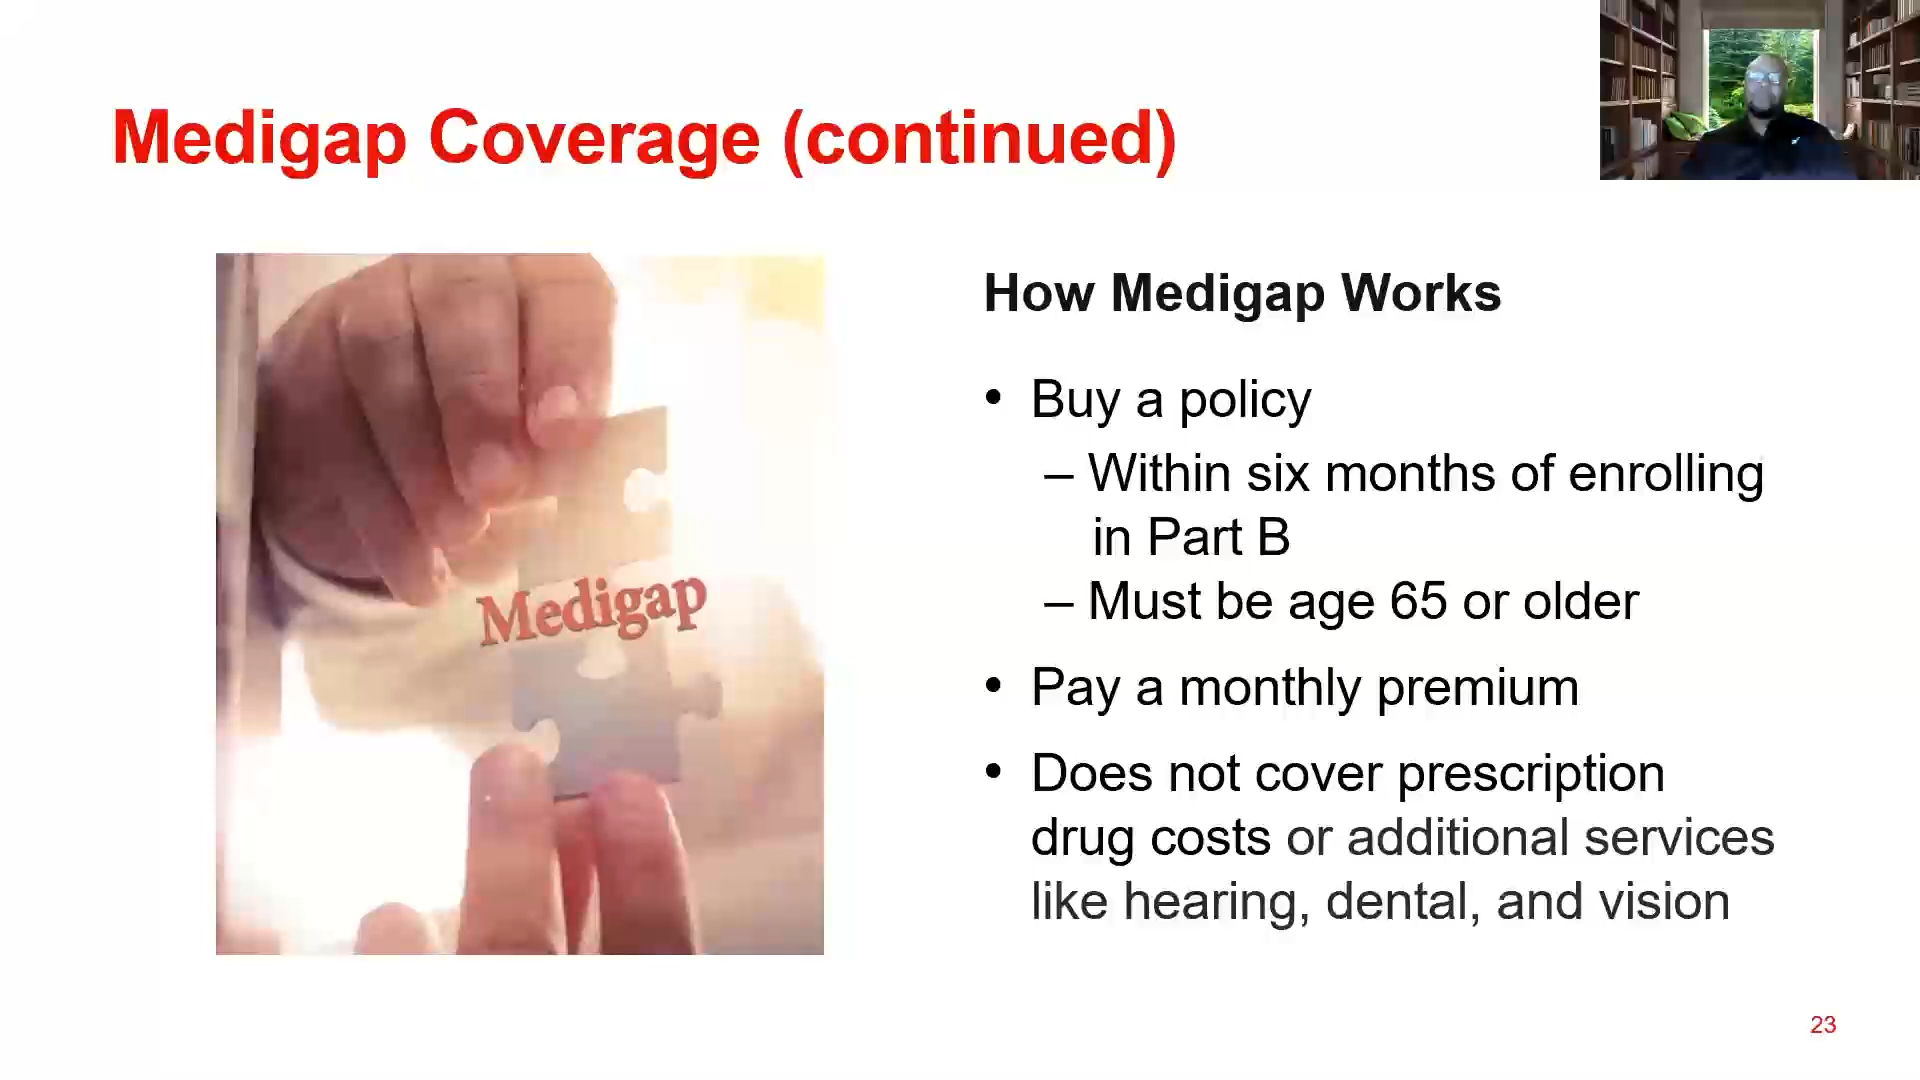 Medigap Coverage (continued)
Medigap
How Medigap Works
• Buy a policy
– Within six months of enrolling
in Part B
– Must be age 65 or older
• Pay a monthly premium
• Does not cover prescription
drug costs or additional services
like hearing, dental, and vision
23